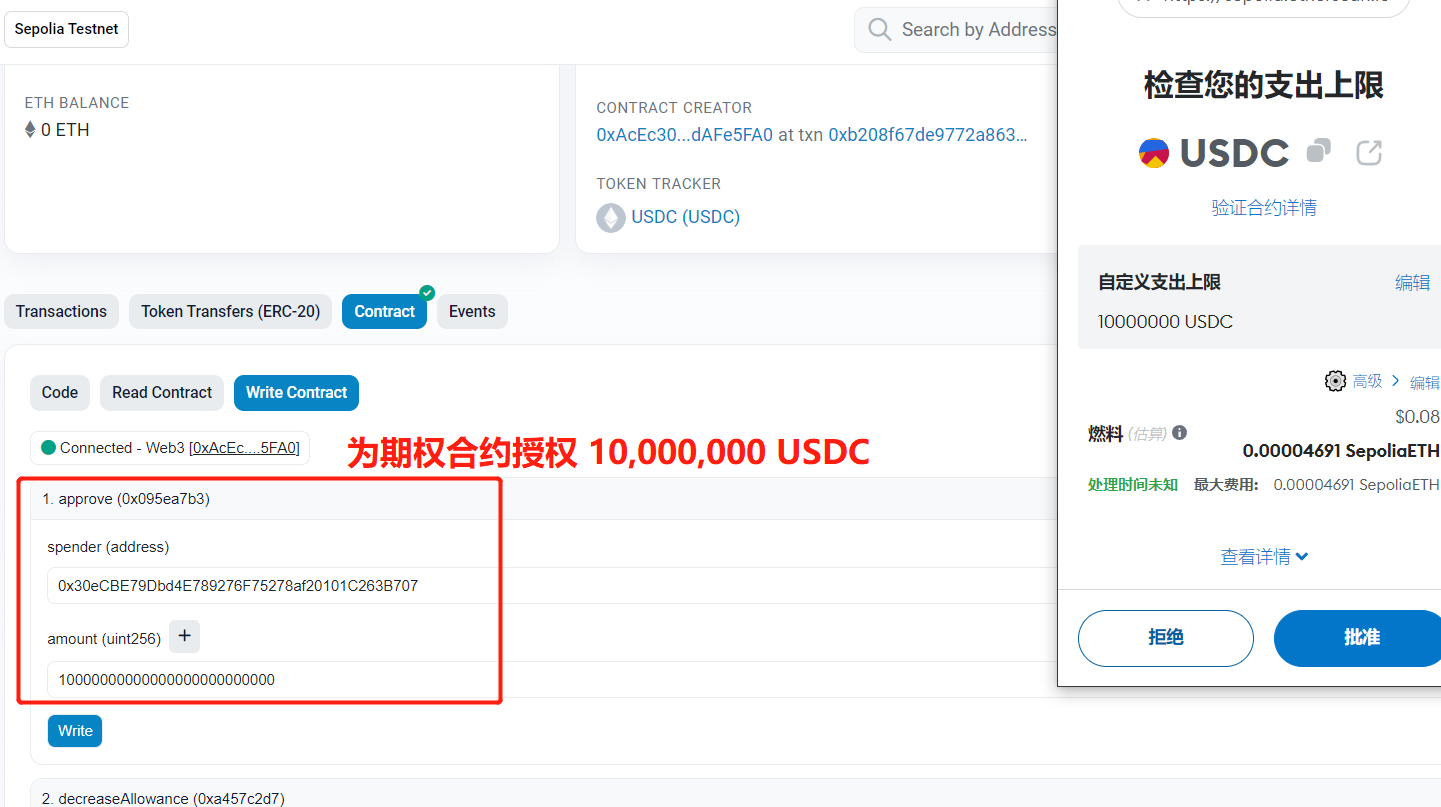 Sepolia Testnet
Search by Address
ETH BALANCE
0 ETH
CONTRACT CREATOR
0xAcEc30...dAFe5FA0 at txn 0xb208f67de9772a863...
TOKEN TRACKER
USDC (USDC)
Transactions
Token Transfers (ERC-20)
Contract
Events
Code
Read Contract
Write Contract
Connected - Web3 [0xAcEc....5FA0]
为期权合约授权 10,000,000 USDC
1. approve (0x095ea7b3)
spender (address)
0x30eCBE79Dbd4E789276F75278af20101C263B707
amount (uint256)
+
10000000000000000000000000
Write
2. decreaseAllowance (0xa457c2d7)
检查您的支出上限
USDC
验证合约详情
自定义支出上限
编辑
10000000 USDC
高级
编辑
$0.08
燃料 (估算)
0.00004691 SepoliaETH
处理时间未知 最大费用: 0.00004691 SepoliaETH
查看详情
拒绝
批准